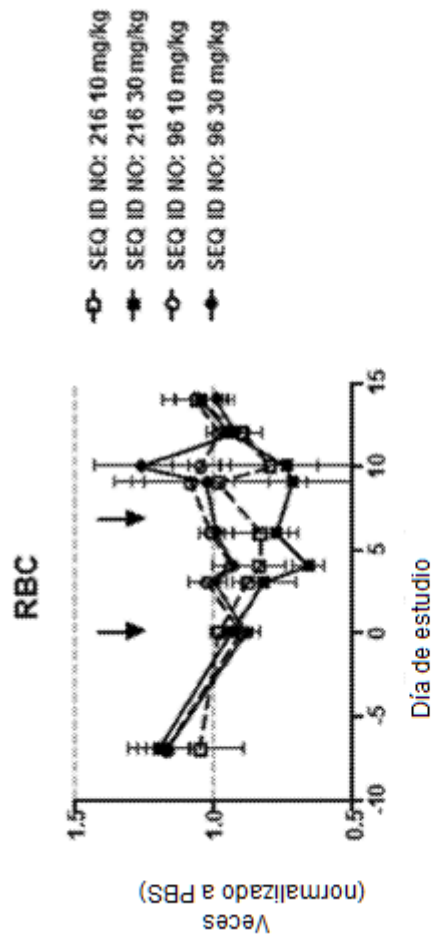 RBC
SEQ ID NO: 216 10 mg/kg
SEQ ID NO: 216 30 mg/kg
SEQ ID NO: 96 10 mg/kg
SEQ ID NO: 96 30 mg/kg
Veces
(normalizado a PBS)
1.5
1.0
0.5
-10
-5
0
5
10
15
Día de estudio